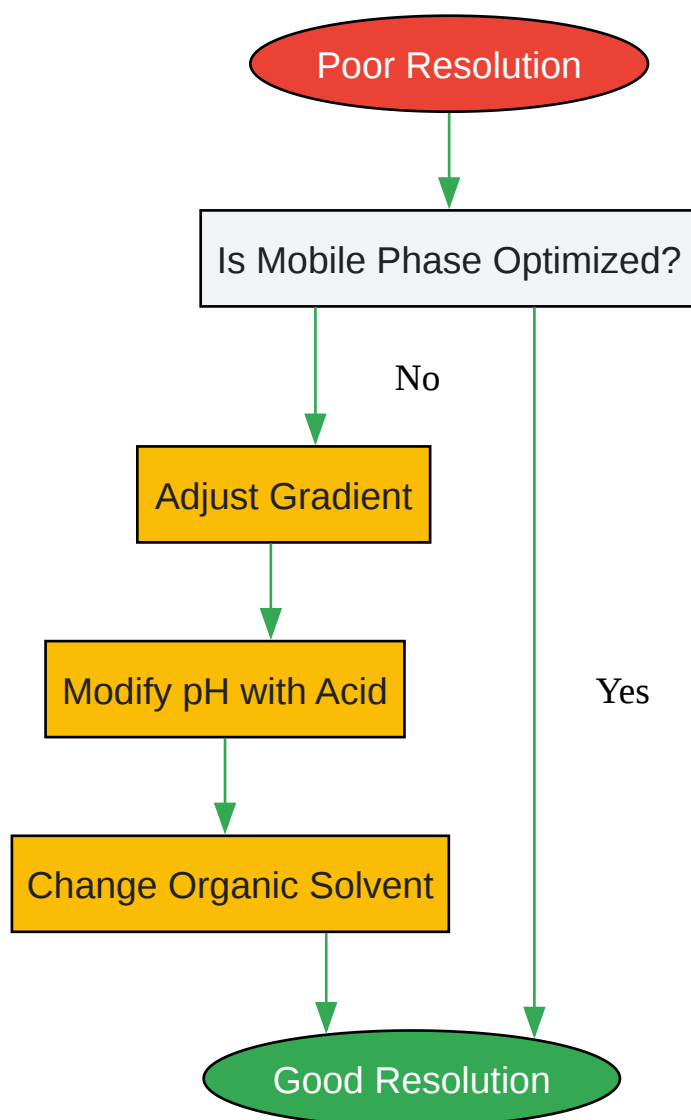 Poor Resolution
Is Mobile Phase Optimized?
No
Adjust Gradient
Modify pH with Acid
Yes
Change Organic Solvent
Good Resolution